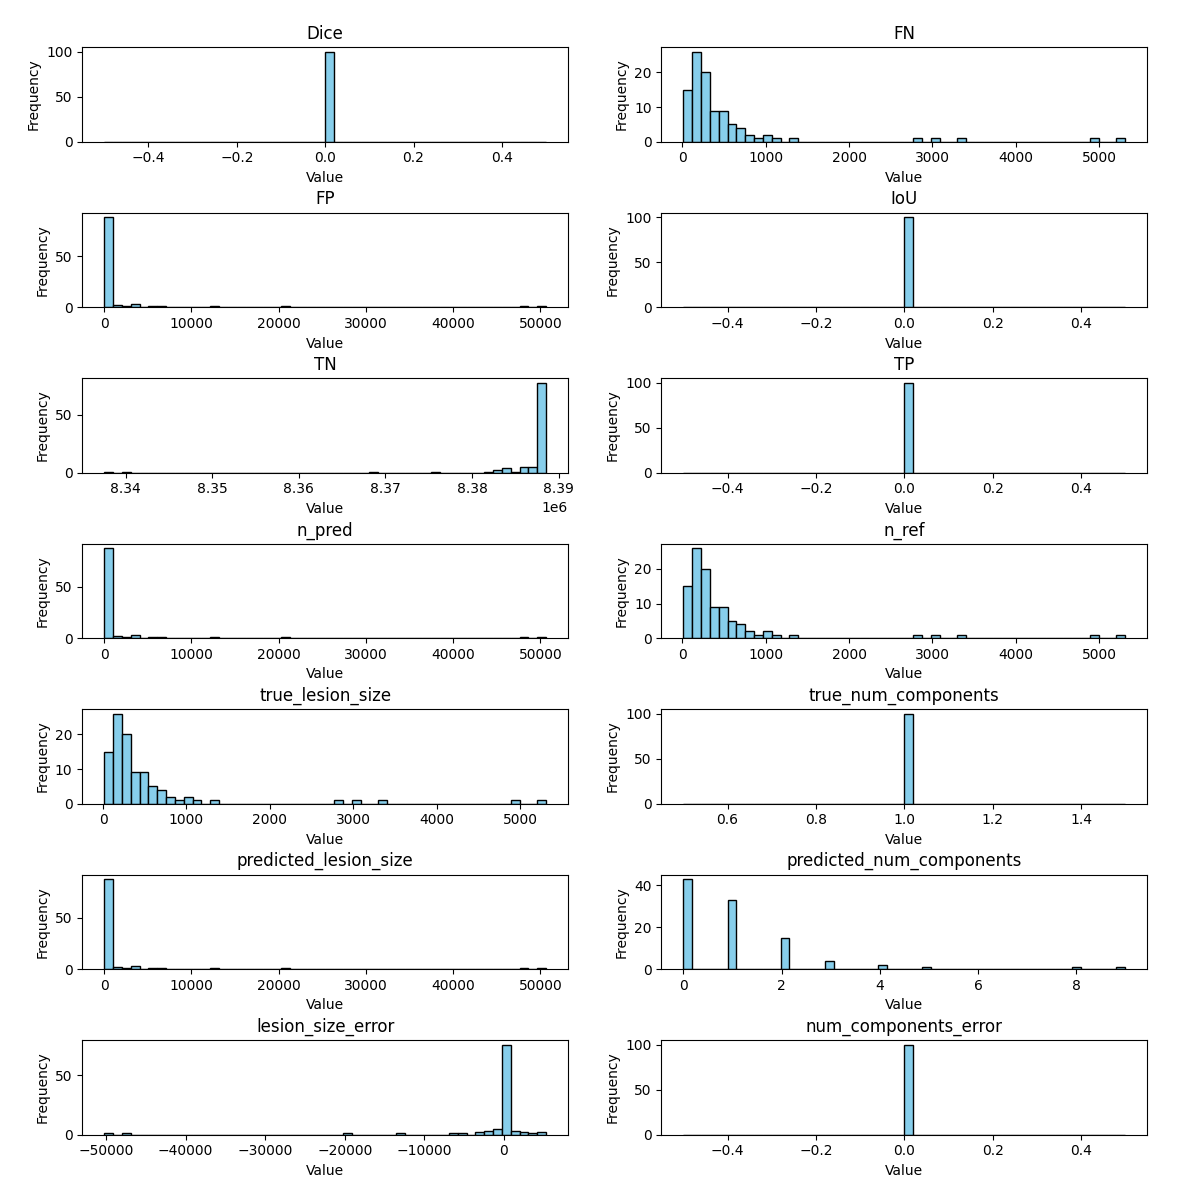 Dice
FN
Frequency
100
50
0
−0.4
−0.2
0.0
0.2
0.4
Value
Frequency
20
10
0
0
1000
2000
3000
4000
5000
Value
FP
IoU
Frequency
50
0
0
10000
20000
30000
40000
50000
Value
Frequency
100
50
0
−0.4
−0.2
0.0
0.2
0.4
Value
TN
TP
Frequency
50
0
8.34
8.35
8.36
8.37
8.38
8.39
1e6
Value
Frequency
100
50
0
−0.4
−0.2
0.0
0.2
0.4
Value
n_pred
n_ref
Frequency
50
0
0
10000
20000
30000
40000
50000
Value
Frequency
20
10
0
0
1000
2000
3000
4000
5000
Value
true_lesion_size
true_num_components
Frequency
20
10
0
0
1000
2000
3000
4000
5000
Value
Frequency
100
50
0
0.6
0.8
1.0
1.2
1.4
Value
predicted_lesion_size
predicted_num_components
Frequency
50
0
0
10000
20000
30000
40000
50000
Value
Frequency
40
20
0
0
2
4
6
8
Value
lesion_size_error
num_components_error
Frequency
50
0
−50000
−40000
−30000
−20000
−10000
0
Value
Frequency
100
50
0
−0.4
−0.2
0.0
0.2
0.4
Value